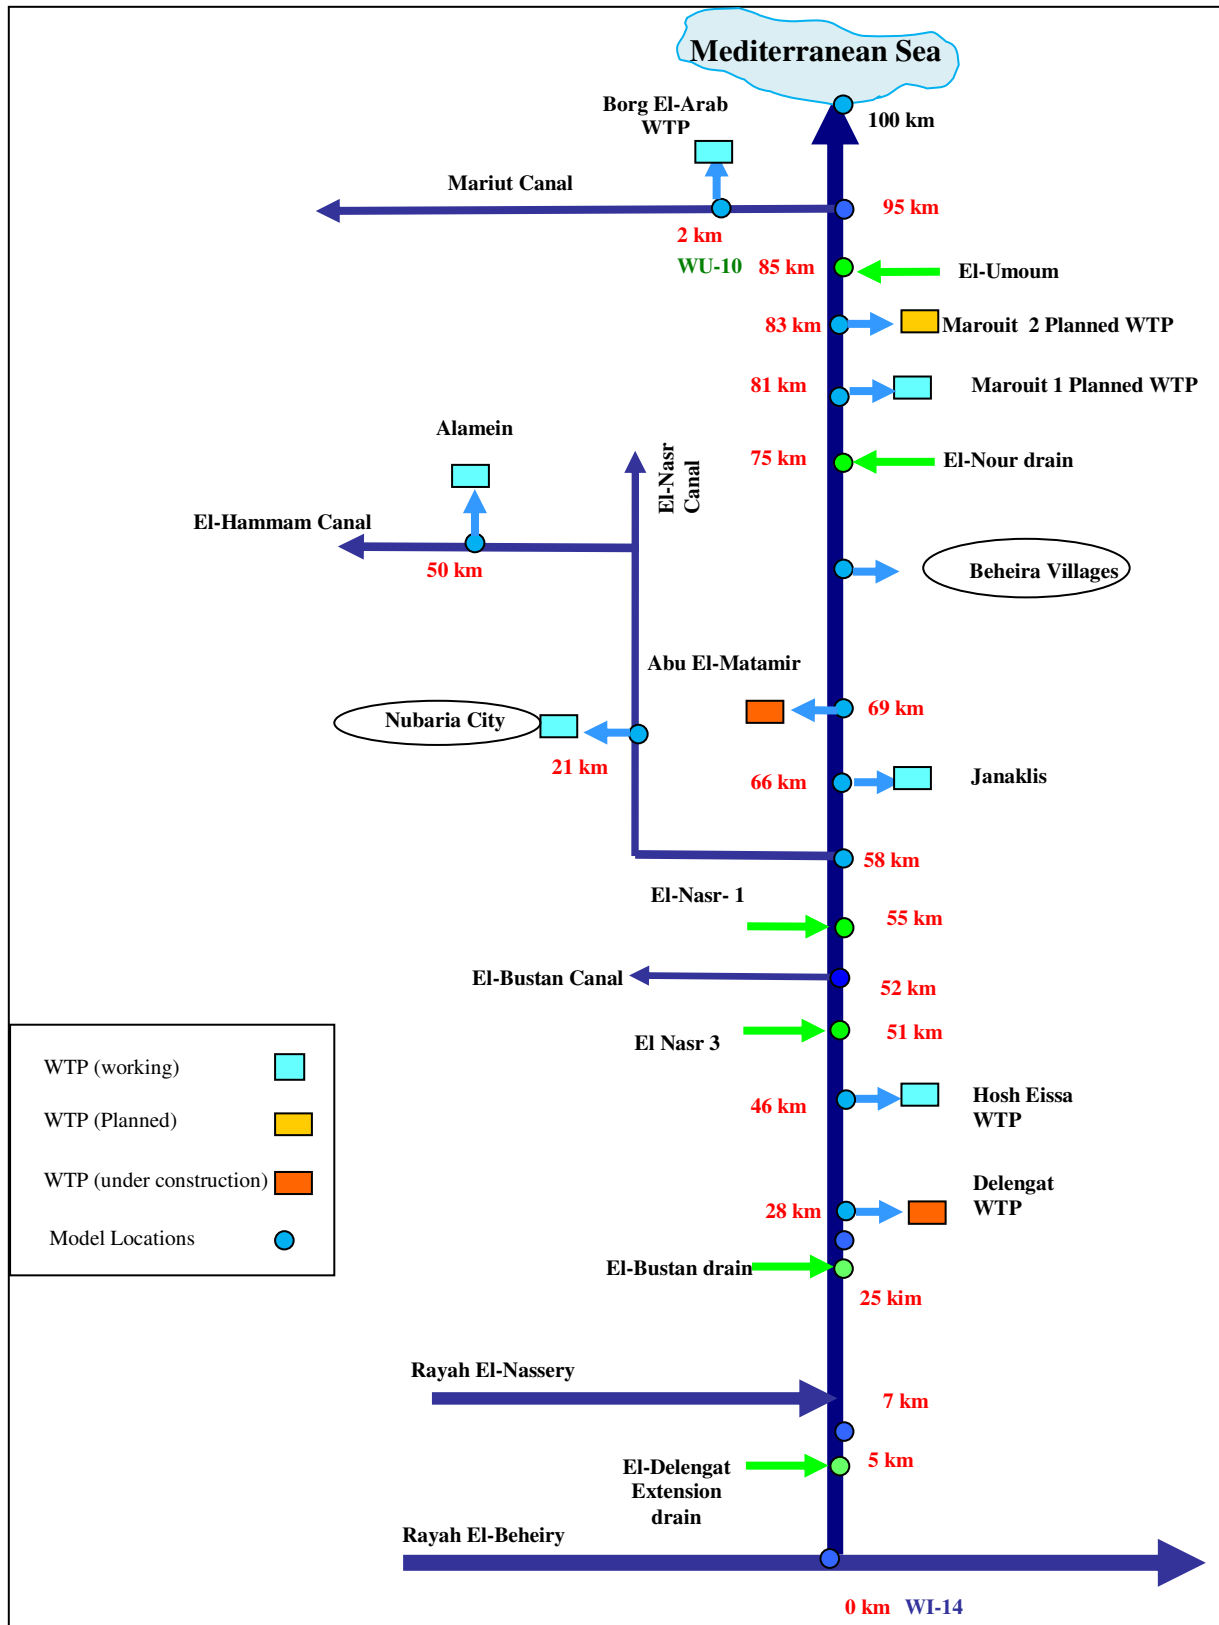 Mediterranean Sea
Borg El-Arab
WTP
100 km
Mariut Canal
95 km
2 km
WU-10
85 km
El-Umoum
83 km
Marouit 2 Planned WTP
81 km
Marouit 1 Planned WTP
Alamein
75 km
El-Nour drain
El-Nasr
Canal
El-Hammam Canal
50 km
Beheira Villages
Abu El-Matamir
69 km
Nubaria City
21 km
66 km
Janaklis
58 km
El-Nasr- 1
55 km
El-Bustan Canal
52 km
51 km
El Nasr 3
46 km
Hosh Eissa
WTP
Delengat
WTP
28 km
El-Bustan drain
25 kim
WTP (working)
WTP (Planned)
WTP (under construction)
Model Locations
Rayah El-Nassery
7 km
5 km
El-Delengat
Extension
drain
Rayah El-Beheiry
0 km WI-14